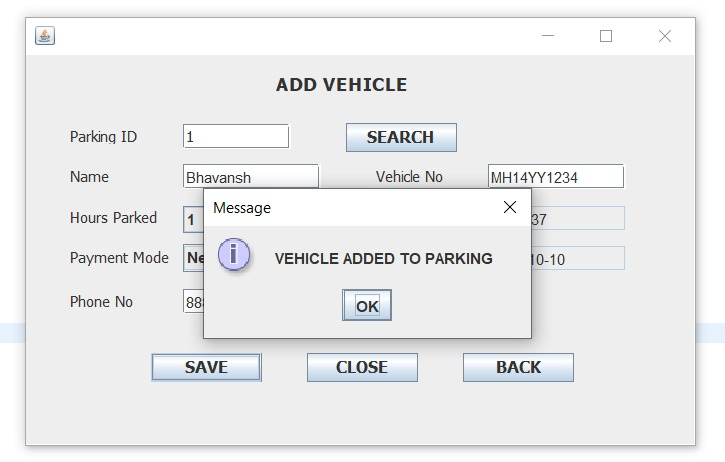 ADD VEHICLE
Parking ID 1 SEARCH
Name Bhavansh Vehicle No MH14YY1234
Message
Hours Parked 1 37
Payment Mode Ne 10-10
VEHICLE ADDED TO PARKING
Phone No 888
OK
SAVE CLOSE BACK